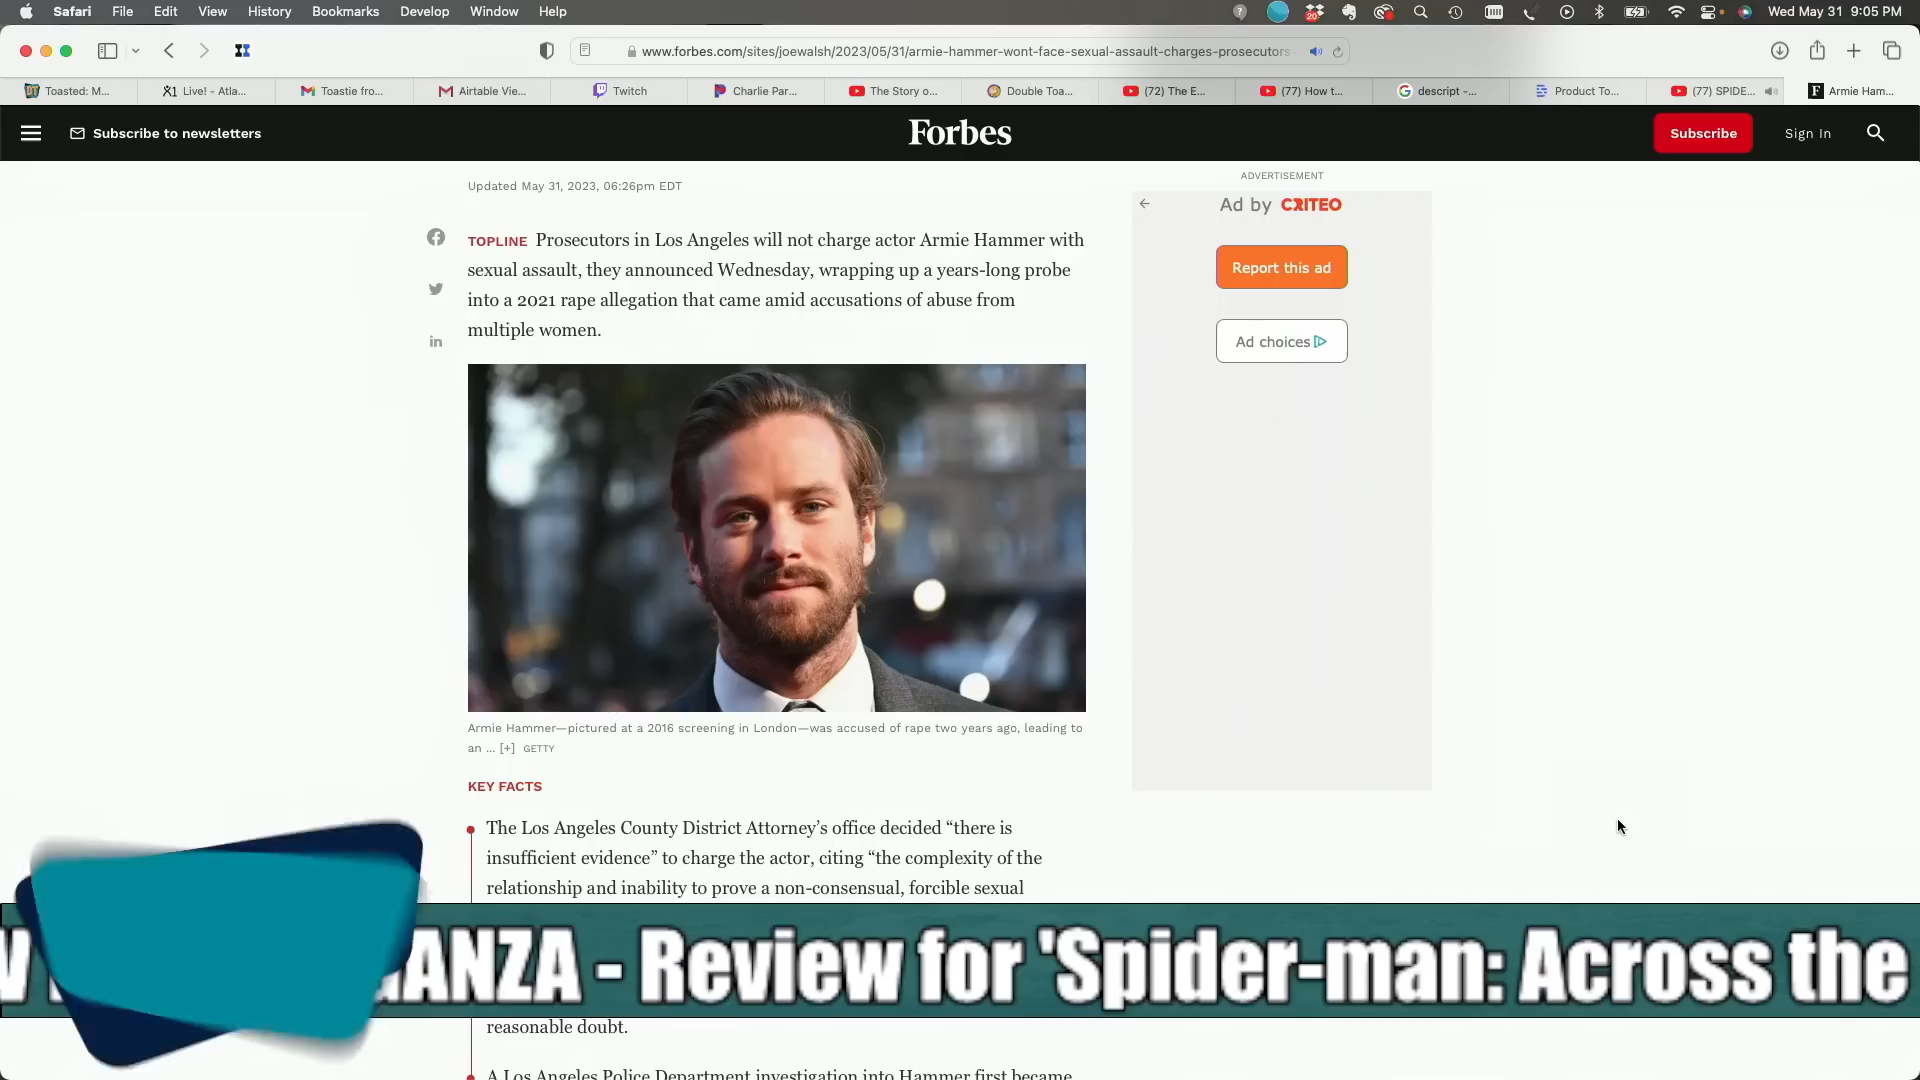 Safari File Edit View History Bookmarks Develop Window Help 20 Wed May 31 9:05 PM
www.forbes.com/sites/joewalsh/2023/05/31/armie-hammer-wont-face-sexual-assault-charges-prosecutors
Toasted: M... Live! - Atla... Toastie fro... Airtable Vie... Twitch Charlie Par... The Story o... Double Toa... (72) The E... (77) How t... descript -... Product To... (77) SPIDE... Armie Ham...
Subscribe to newsletters Forbes Subscribe Sign In
Updated May 31, 2023, 06:26pm EDT
TOPLINE Prosecutors in Los Angeles will not charge actor Armie Hammer with
sexual assault, they announced Wednesday, wrapping up a years-long probe
into a 2021 rape allegation that came amid accusations of abuse from
multiple women.
Armie Hammer—pictured at a 2016 screening in London—was accused of rape two years ago, leading to
an ... [+] GETTY
KEY FACTS
The Los Angeles County District Attorney’s office decided “there is
insufficient evidence” to charge the actor, citing “the complexity of the
relationship and inability to prove a non-consensual, forcible sexual
reasonable doubt.
A Los Angeles Police Department investigation into Hammer first became
ADVERTISEMENT
Ad by CRITEO
Report this ad
Ad choices
ANZA - Review for 'Spider-man: Across the